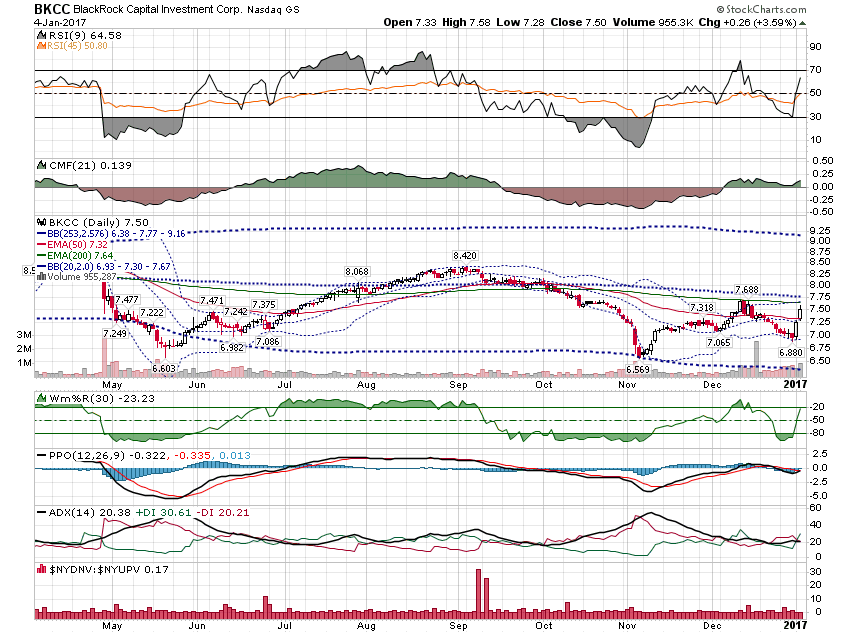 BKCC BlackRock Capital Investment Corp. Nasdaq GS © StockCharts.com
4-Jan-2017 Open 7.33 High 7.58 Low 7.28 Close 7.50 Volume 955.3K Chg +0.26 (+3.59%)
RSI(9) 64.58
RSI(45) 50.80
90
70
50
30
10
CMF(21) 0.139
0.50
0.25
0.00
-0.25
-0.50
BKCC (Daily) 7.50
BB(253,2.576) 6.38 - 7.77 - 9.16
EMA(50) 7.32
EMA(200) 7.64
BB(20,2.0) 6.93 - 7.30 - 7.67
Volume 955,287
9.25
9.00
8.75
8.50
8.25
8.00
7.75
7.50
7.25
7.00
6.75
6.50
3M
2M
1M
8.5
7.477
7.222
7.249
6.603
7.471
7.242
6.982
7.375
7.086
8.068
8.420
6.569
7.318
7.065
7.688
6.880
May Jun Jul Aug Sep Oct Nov Dec 2017
Wm%R(30) -23.23
-20
-50
-80
PPO(12,26,9) -0.322, -0.335, 0.013
2.5
0.0
-2.5
-5.0
ADX(14) 20.38 +DI 30.61 -DI 20.21
60
40
20
0
$NYDNV:$NYUPV 0.17
30
20
10
0
May Jun Jul Aug Sep Oct Nov Dec 2017